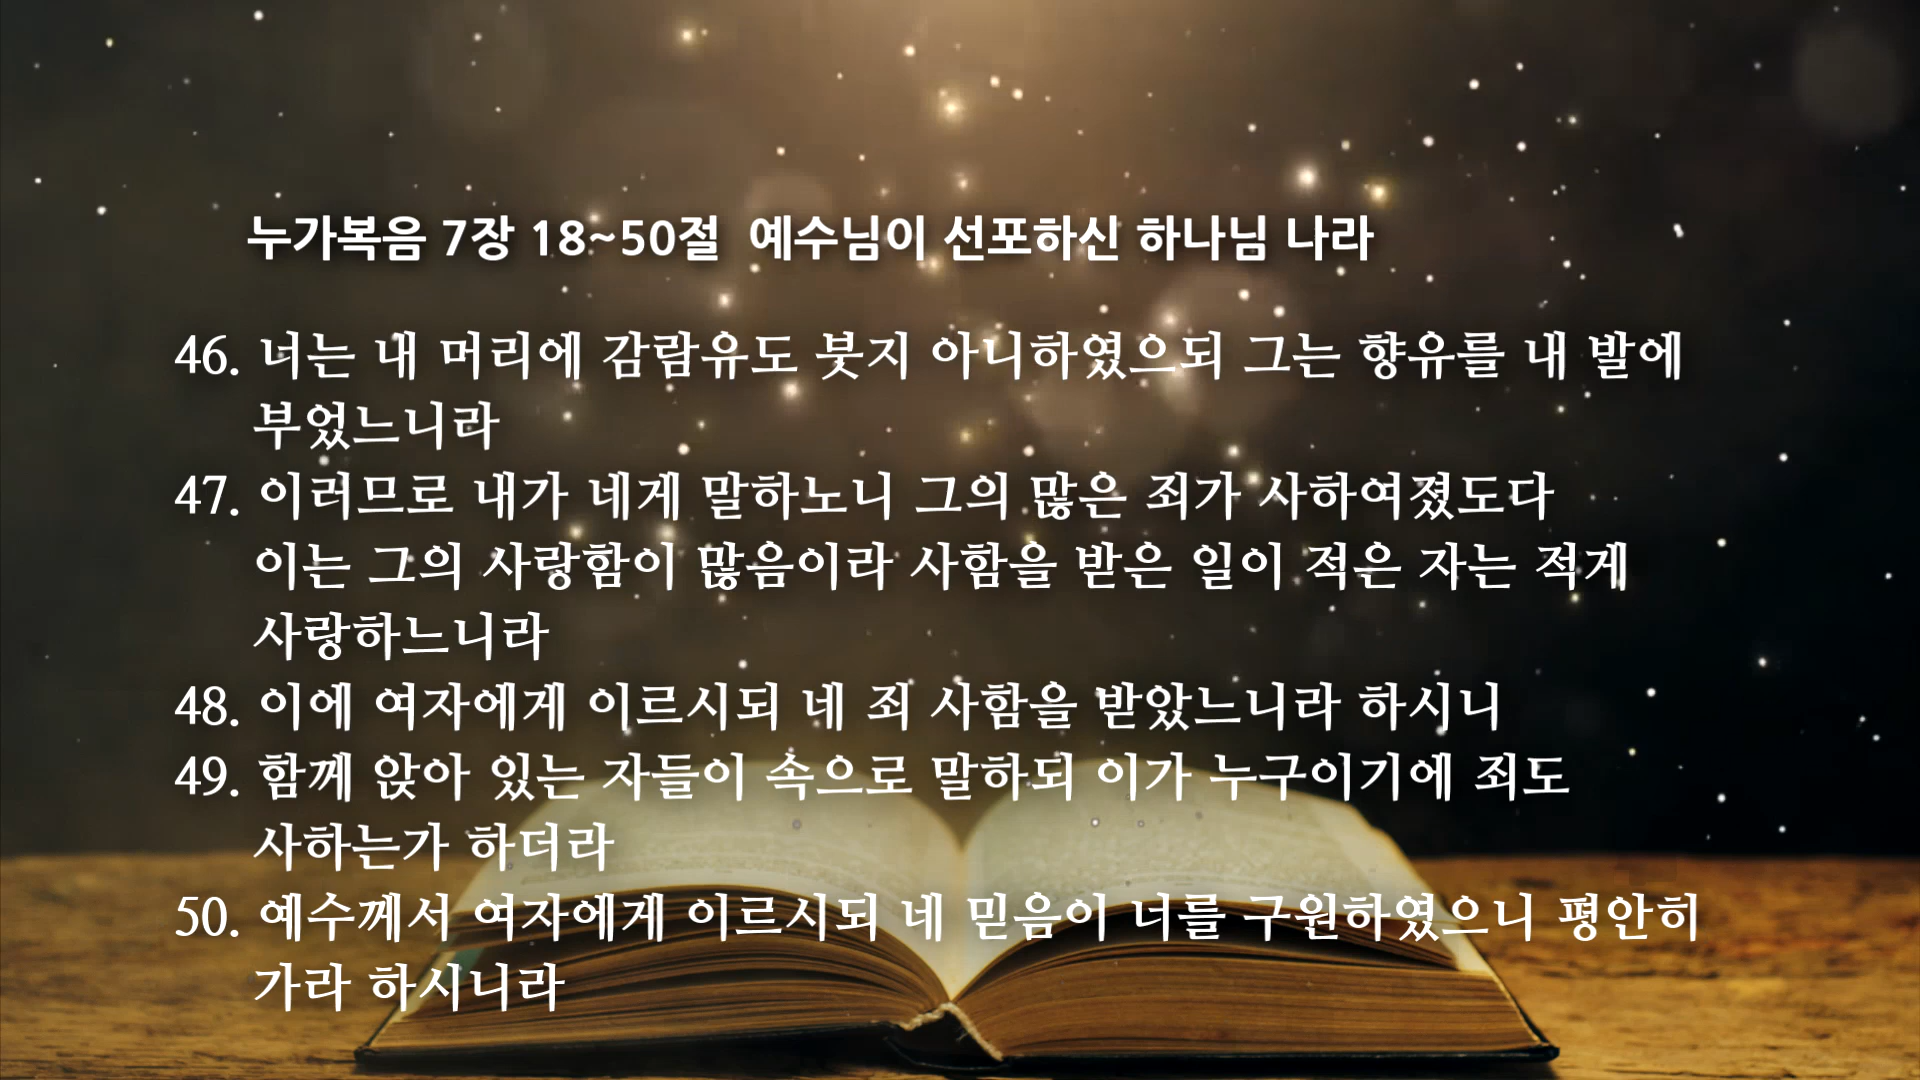 누가복음 7장 18~50절  예수님이 선포하신 하나님 나라
46. 너는 내 머리에 감람유도 붓지 아니하였으되 그는 향유를 내 발에
부었느니라
47. 이러므로 내가 네게 말하노니 그의 많은 죄가 사하여졌도다
이는 그의 사랑함이 많음이라 사함을 받은 일이 적은 자는 적게
사랑하느니라
48. 이에 여자에게 이르시되 네 죄 사함을 받았느니라 하시니
49. 함께 앉아 있는 자들이 속으로 말하되 이가 누구이기에 죄도
사하는가 하더라
50. 예수께서 여자에게 이르시되 네 믿음이 너를 구원하였으니 평안히
가라 하시니라